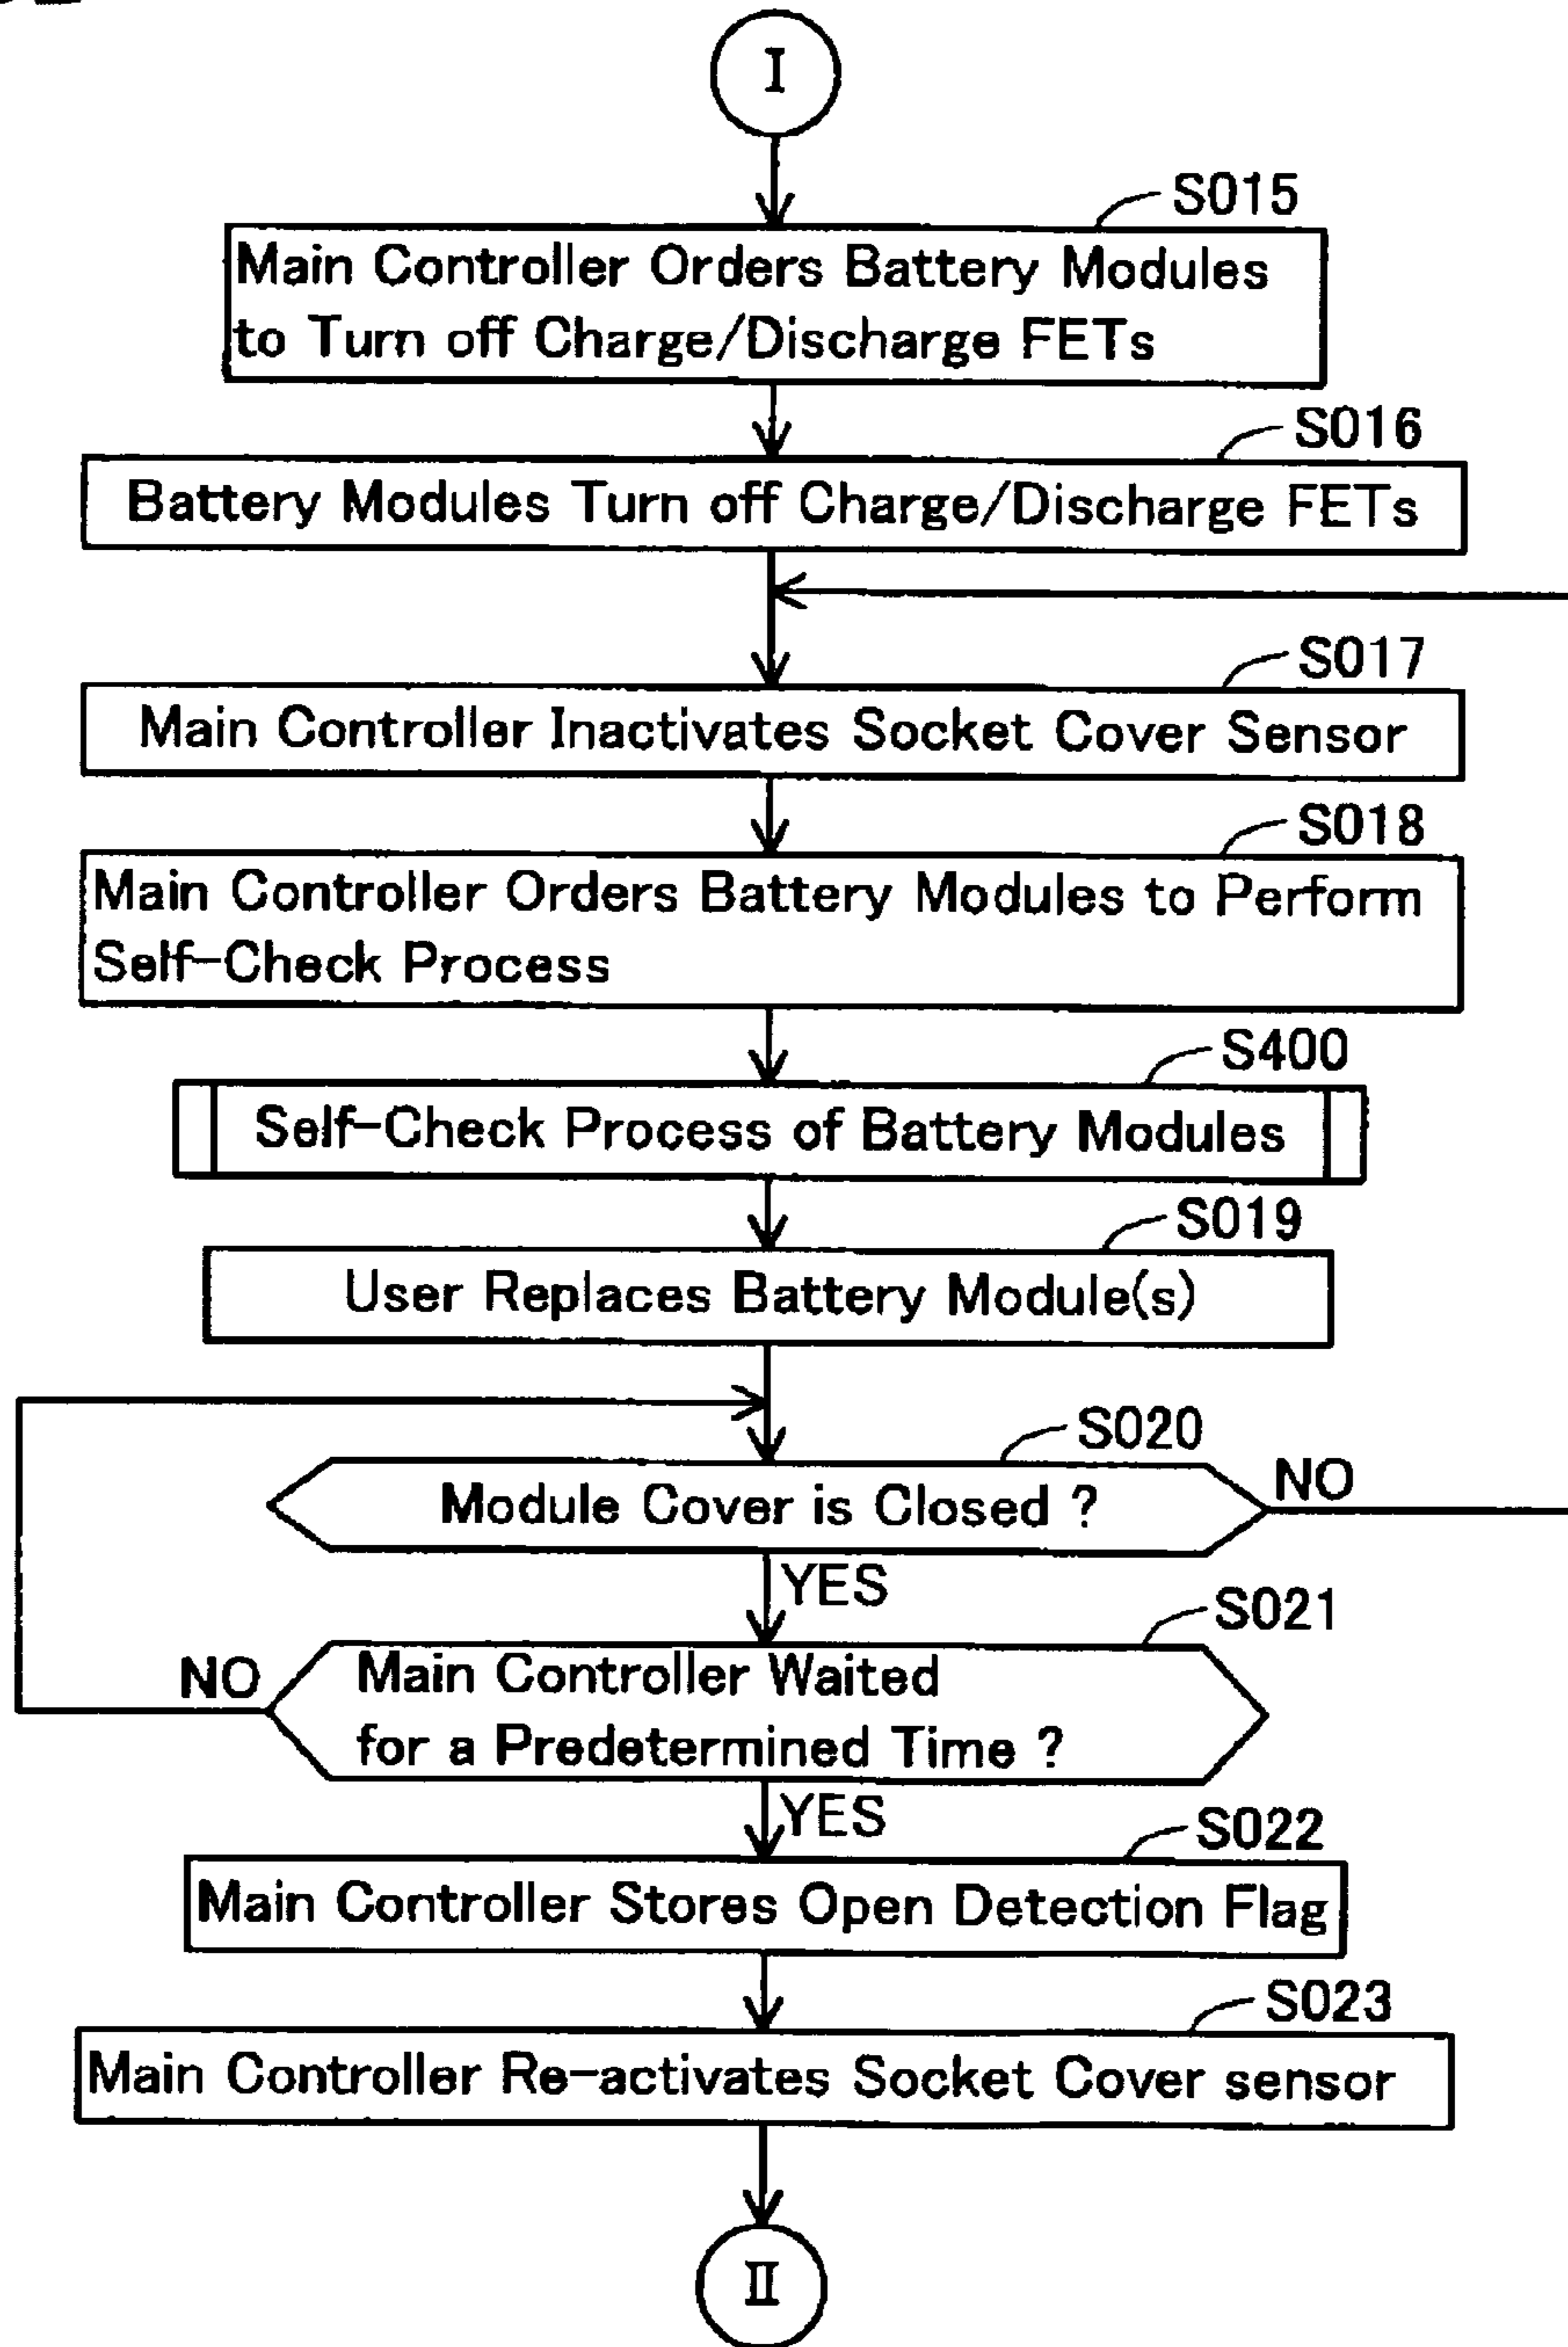 I
S015
Main Controller Orders Battery Modules
to Turn off Charge/Discharge FETs
S016
Battery Modules Turn off Charge/Discharge FETs
S017
Main Controller Inactivates Socket Cover Sensor
S018
Main Controller Orders Battery Modules to Perform
Self-Check Process
S400
Self-Check Process of Battery Modules
S019
User Replaces Battery Module(s)
S020
Module Cover is Closed ?
NO
YES
S021
NO
Main Controller Waited
for a Predetermined Time ?
YES
S022
Main Controller Stores Open Detection Flag
S023
Main Controller Re-activates Socket Cover sensor
II